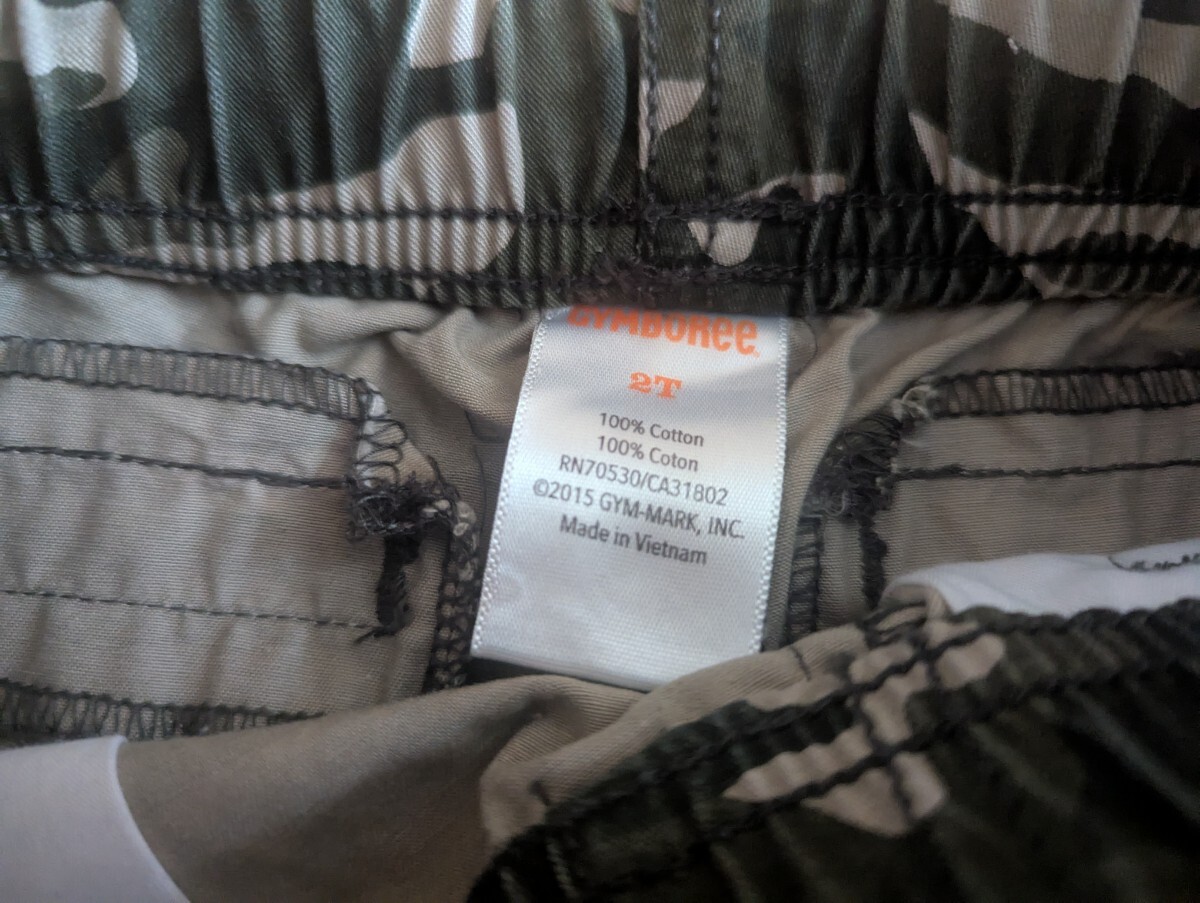 GYMBOREE
2T
100% Cotton
100% Coton
RN70530/CA31802
©2015 GYM-MARK, INC.
Made in Vietnam